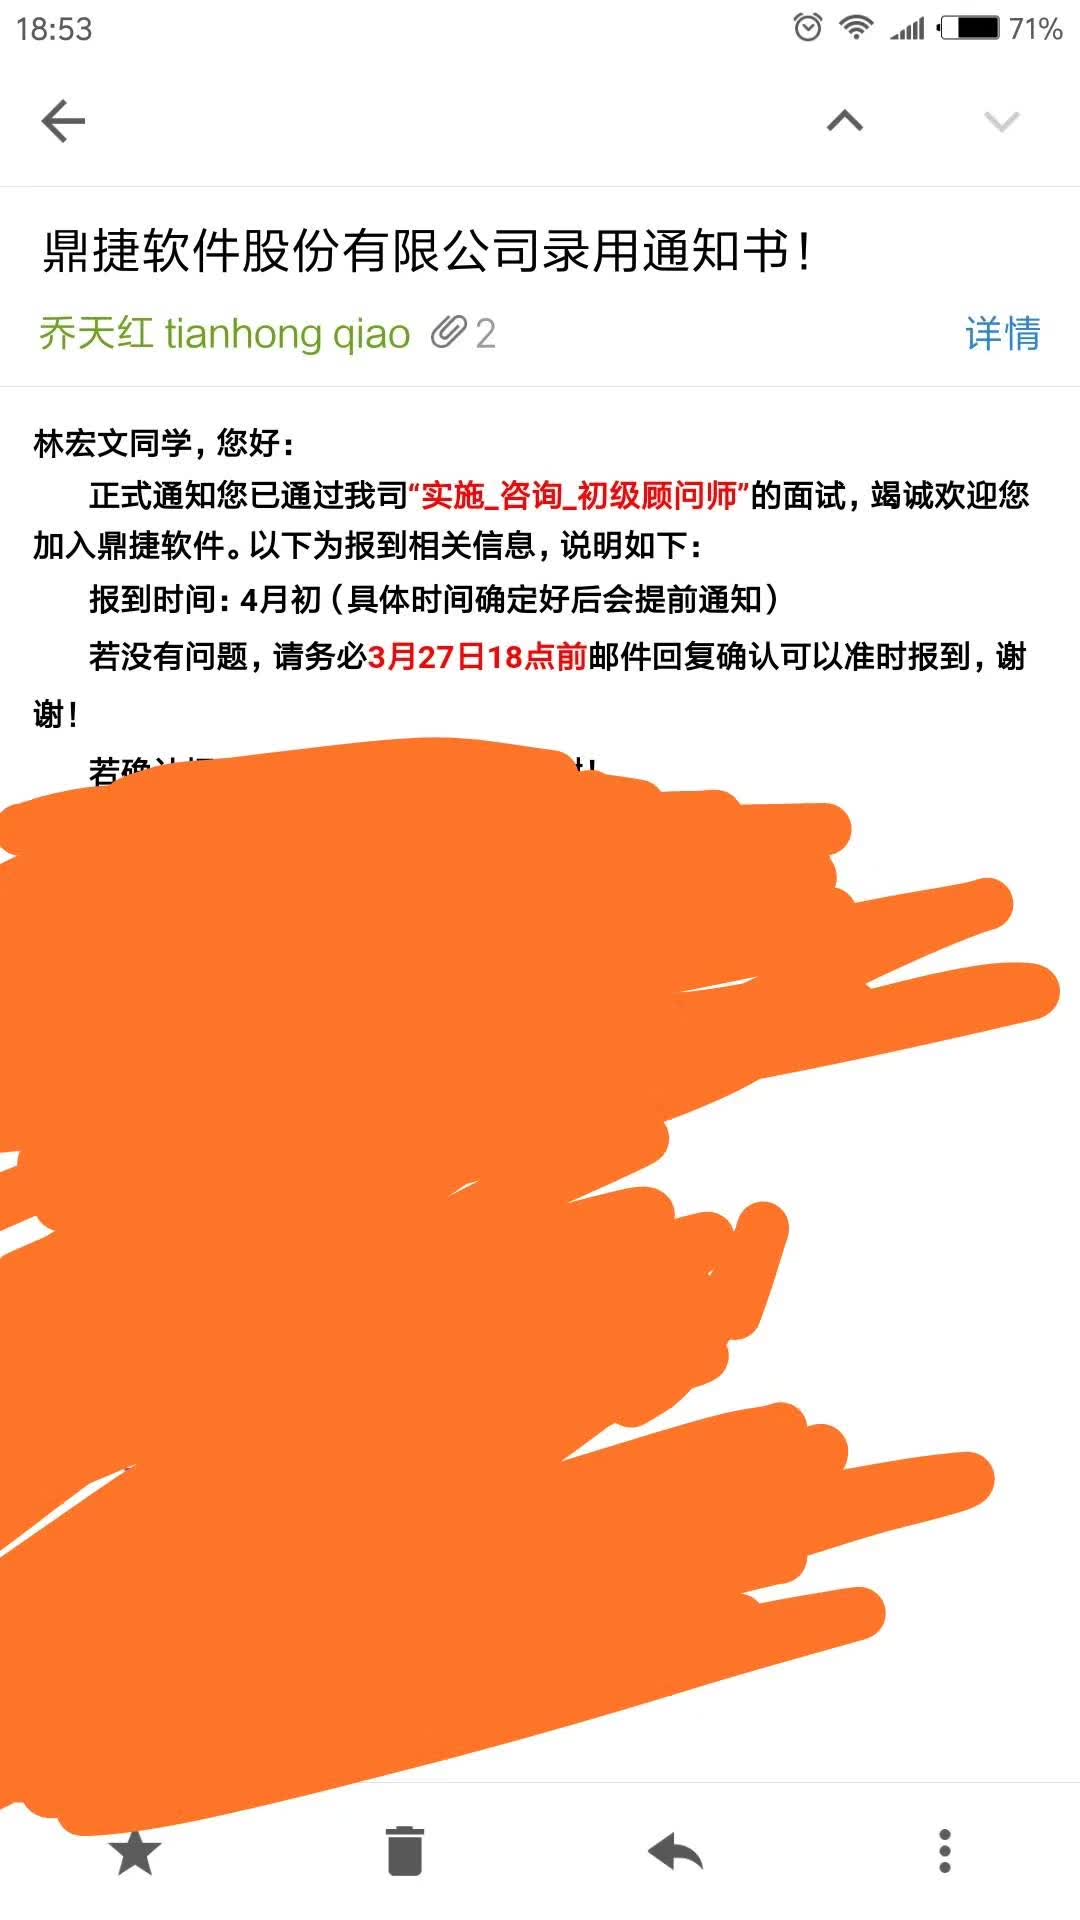 18:53
71%
鼎捷软件股份有限公司录用通知书！
乔天红 tianhong qiao 2
详情
林宏文同学，您好：
正式通知您已通过我司“实施_咨询_初级顾问师”的面试，竭诚欢迎您
加入鼎捷软件。以下为报到相关信息，说明如下：
报到时间：4月初（具体时间确定好后会提前通知）
若没有问题，请务必3月27日18点前邮件回复确认可以准时报到，谢
谢！
若确